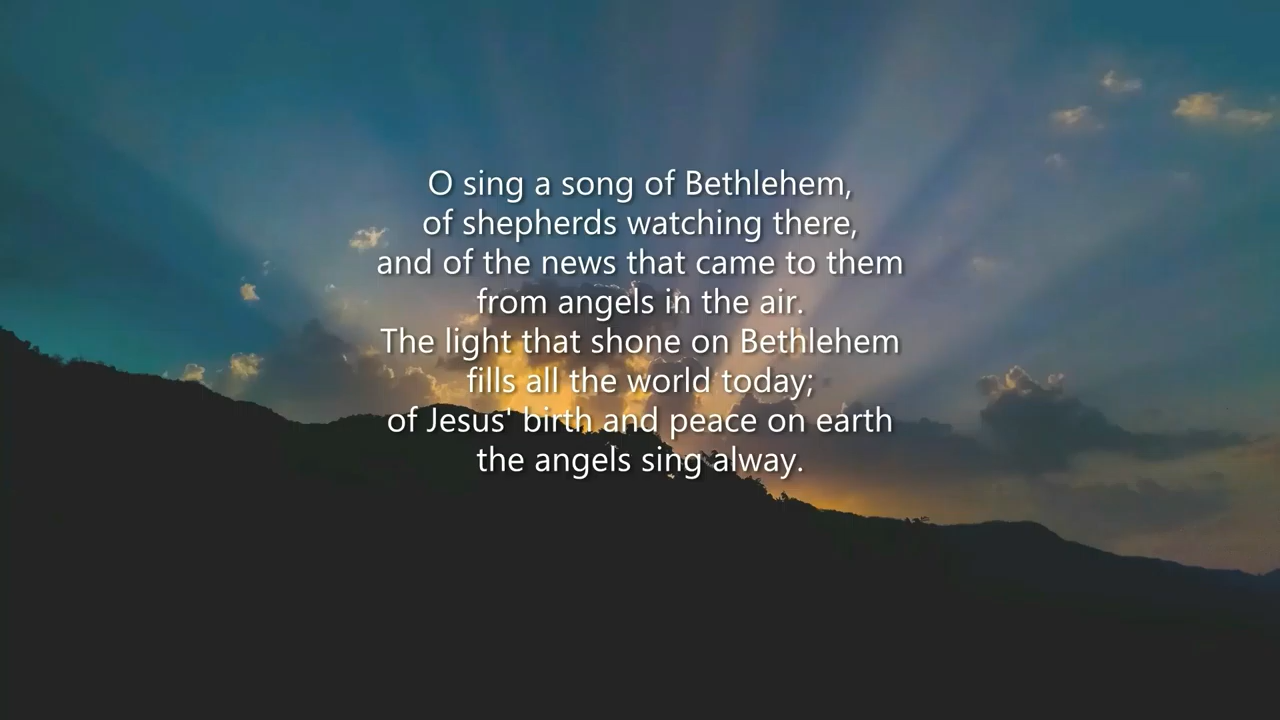 O sing a song of Bethlehem,
of shepherds watching there,
and of the news that came to them
from angels in the air.
The light that shone on Bethlehem
fills all the world today;
of Jesus' birth and peace on earth
the angels sing alway.